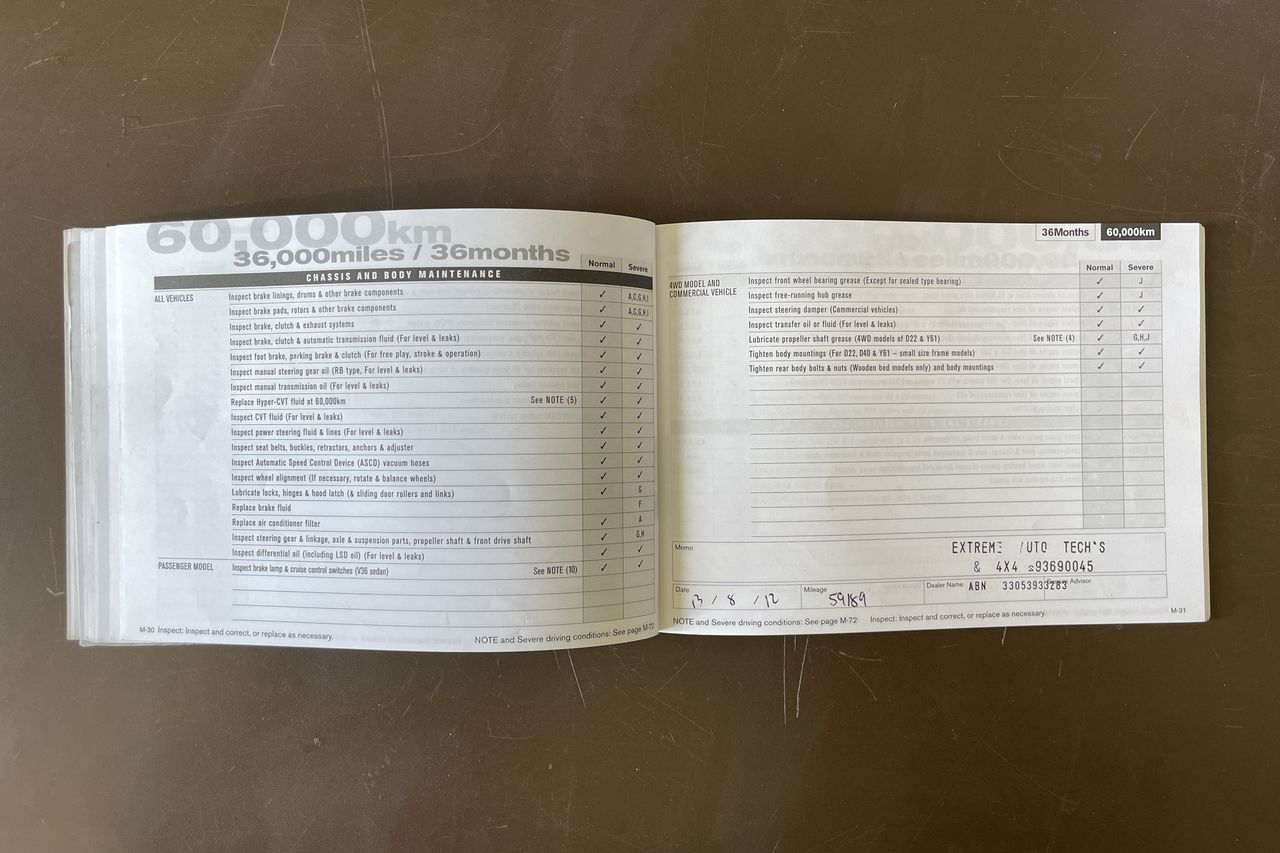 60,000km
36,000miles / 36months
Normal Severe
CHASSIS AND BODY MAINTENANCE
ALL VEHICLES Inspect brake linings, drums & other brake components ✓ A,C,G,H,I
Inspect brake pads, rotors & other brake components ✓ A,C,G,H,I
Inspect brake, clutch & exhaust systems ✓ ✓
Inspect brake, clutch & automatic transmission fluid (For level & leaks) ✓ ✓
Inspect foot brake, parking brake & clutch (For free play, stroke & operation) ✓ ✓
Inspect manual steering gear oil (RB type, For level & leaks) ✓ ✓
Inspect manual transmission oil (For level & leaks) ✓ ✓
Replace Hyper-CVT fluid at 60,000km See NOTE (5) ✓ ✓
Inspect CVT fluid (For level & leaks) ✓ ✓
Inspect power steering fluid & lines (For level & leaks) ✓ ✓
Inspect seat belts, buckles, retractors, anchors & adjuster ✓ ✓
Inspect Automatic Speed Control Device (ASCD) vacuum hoses ✓ ✓
Inspect wheel alignment (If necessary, rotate & balance wheels) ✓ ✓
Lubricate locks, hinges & hood latch (& sliding door rollers and links) ✓ G
Replace brake fluid F
Replace air conditioner filter ✓ A
Inspect steering gear & linkage, axle & suspension parts, propeller shaft & front drive shaft ✓ G,H
Inspect differential oil (including LSD oil) (For level & leaks) ✓ ✓
PASSENGER MODEL Inspect brake lamp & cruise control switches (V36 sedan) See NOTE (10) ✓ ✓
M-30 Inspect: Inspect and correct, or replace as necessary.
NOTE and Severe driving conditions: See page M-72
36Months 60,000km
Normal Severe
4WD MODEL AND COMMERCIAL VEHICLE Inspect front wheel bearing grease (Except for sealed type bearing) ✓ J
Inspect free-running hub grease ✓ J
Inspect steering damper (Commercial vehicles) ✓ ✓
Inspect transfer oil or fluid (For level & leaks) ✓ ✓
Lubricate propeller shaft grease (4WD models of D22 & Y61) See NOTE (4) ✓ G,H,J
Tighten body mountings (For D22, D40 & Y61 – small size frame models) ✓ ✓
Tighten rear body bolts & nuts (Wooden bed models only) and body mountings ✓ ✓
Memo
EXTREME AUTO TECH'S
& 4X4 93690045
Date 13 / 8 / 12 Mileage 59189 Dealer Name ABN 33053933283 Advisor
NOTE and Severe driving conditions: See page M-72 Inspect: Inspect and correct, or replace as necessary.
M-31